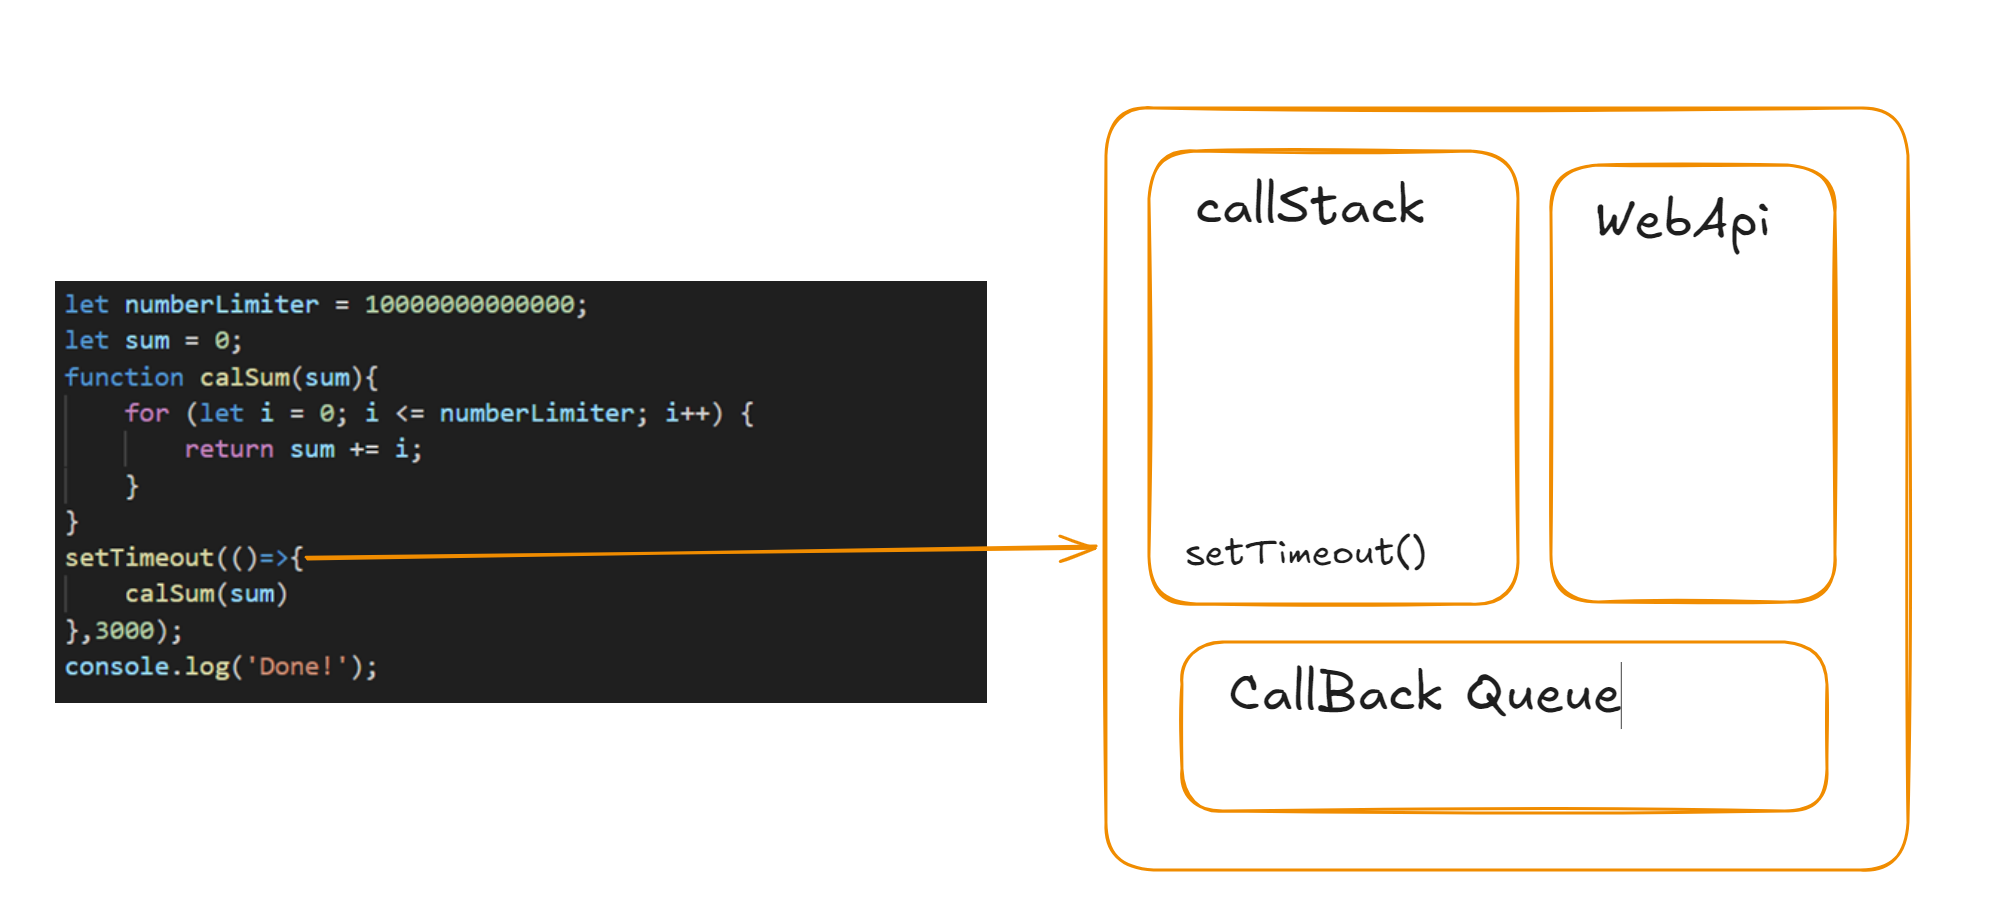 let numberLimiter = 10000000000000;
let sum = 0;
function calSum(sum){
for (let i = 0; i <= numberLimiter; i++) {
return sum += i;
}
}
setTimeout(()=>{
calSum(sum)
},3000);
console.log('Done!');
callStack
WebApi
setTimeout()
CallBack Queue